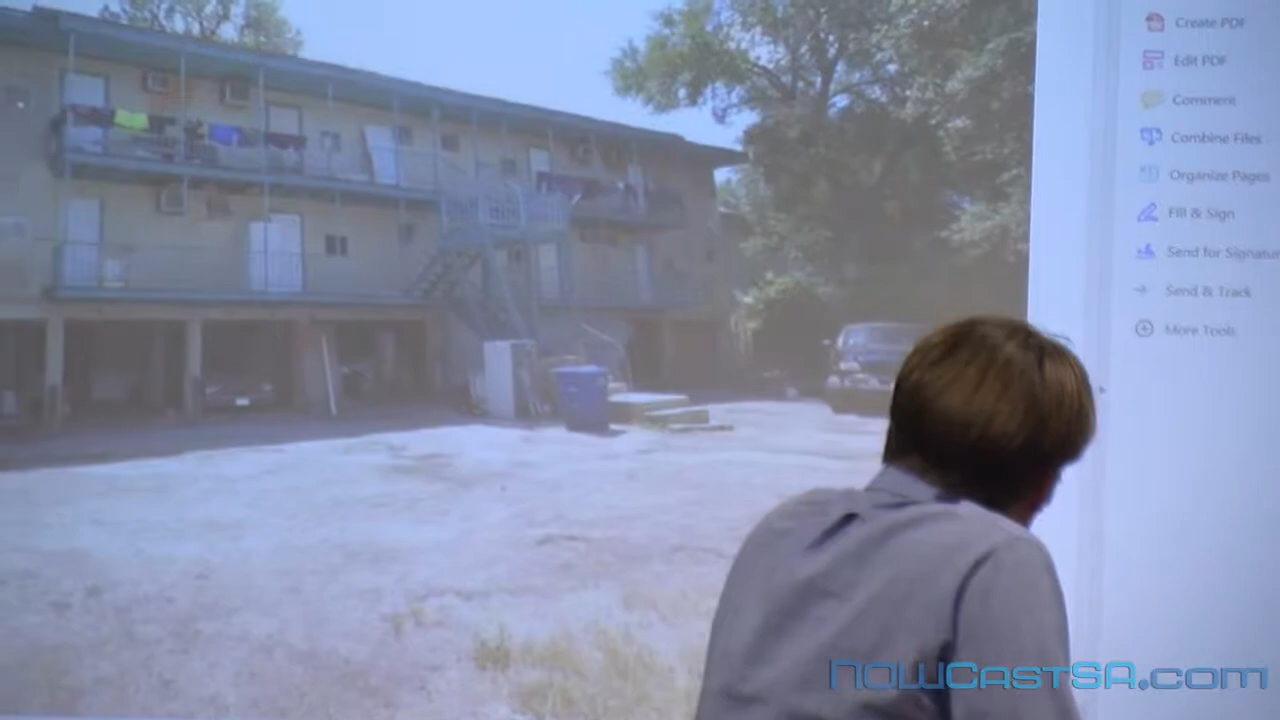 Create PDF
Edit PDF
Comment
Combine Files
Organize Pages
Fill & Sign
Send for Signatur
Send & Track
More Tools
NOWCASTSA.com